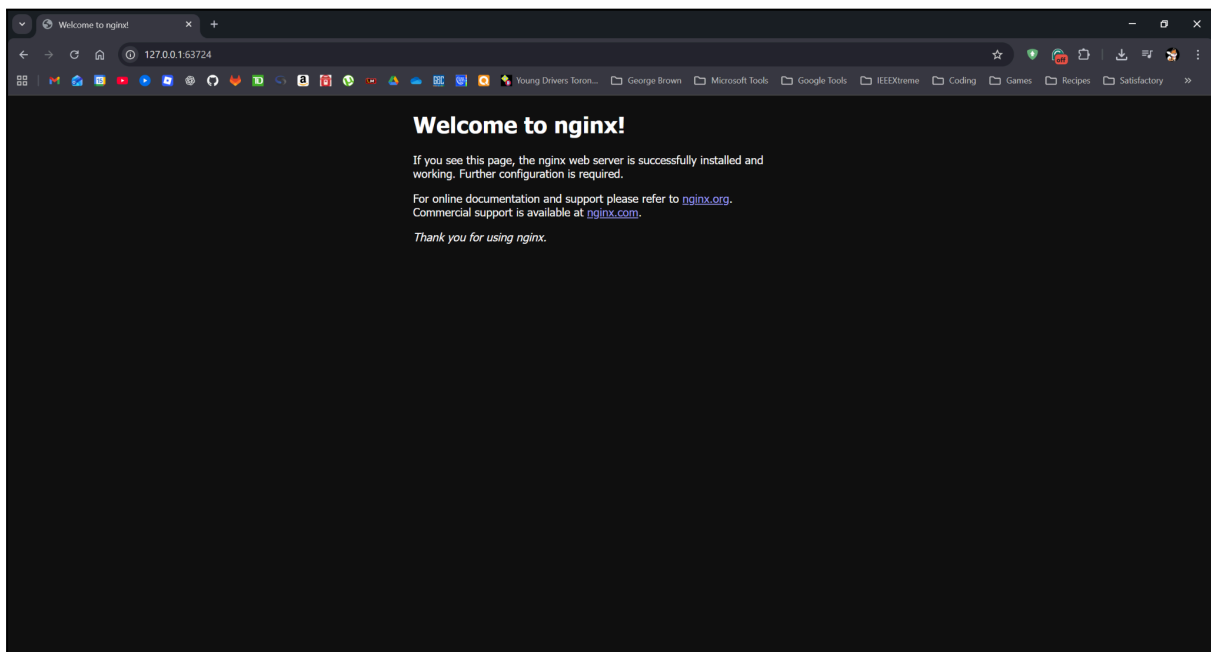 Welcome to nginx!
127.0.0.1:63724
off
TD
a
Young Drivers Toron...
George Brown
Microsoft Tools
Google Tools
IEEEXtreme
Coding
Games
Recipes
Satisfactory
Welcome to nginx!
If you see this page, the nginx web server is successfully installed and
working. Further configuration is required.
For online documentation and support please refer to nginx.org.
Commercial support is available at nginx.com.
Thank you for using nginx.